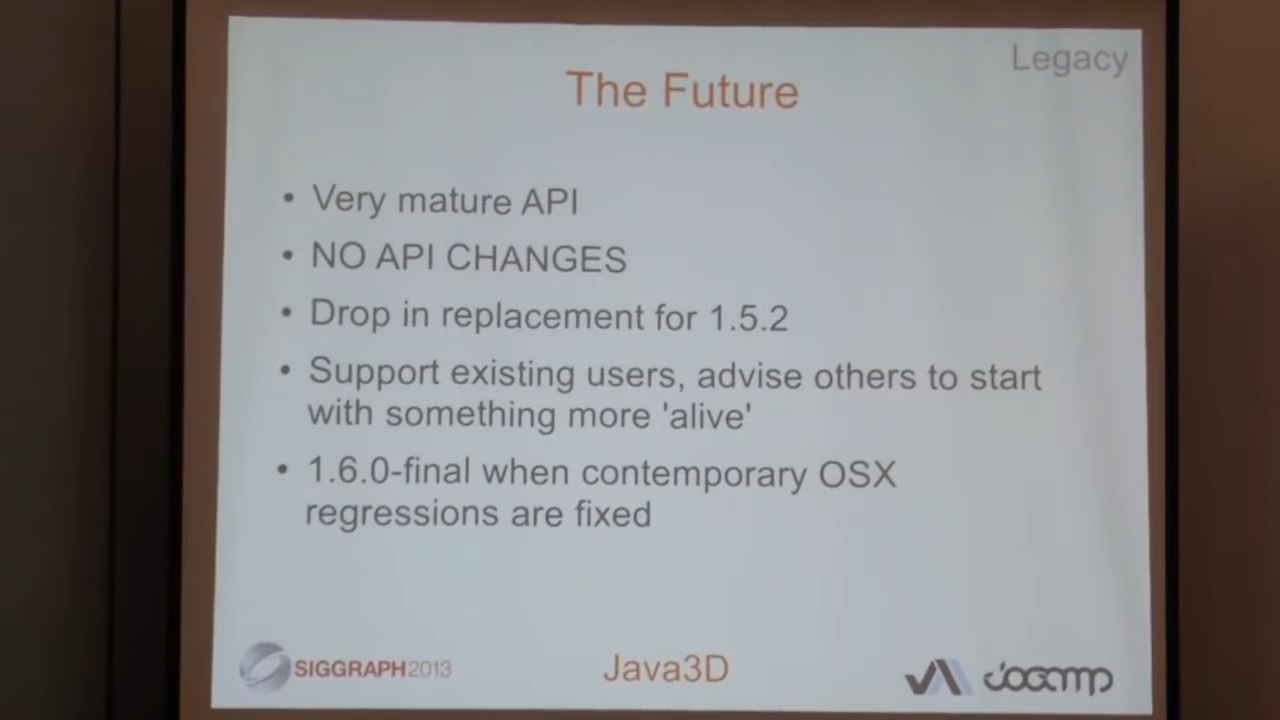 Legacy
The Future
• Very mature API
• NO API CHANGES
• Drop in replacement for 1.5.2
• Support existing users, advise others to start
with something more 'alive'
• 1.6.0-final when contemporary OSX
regressions are fixed
SIGGRAPH2013
Java3D
jogamp